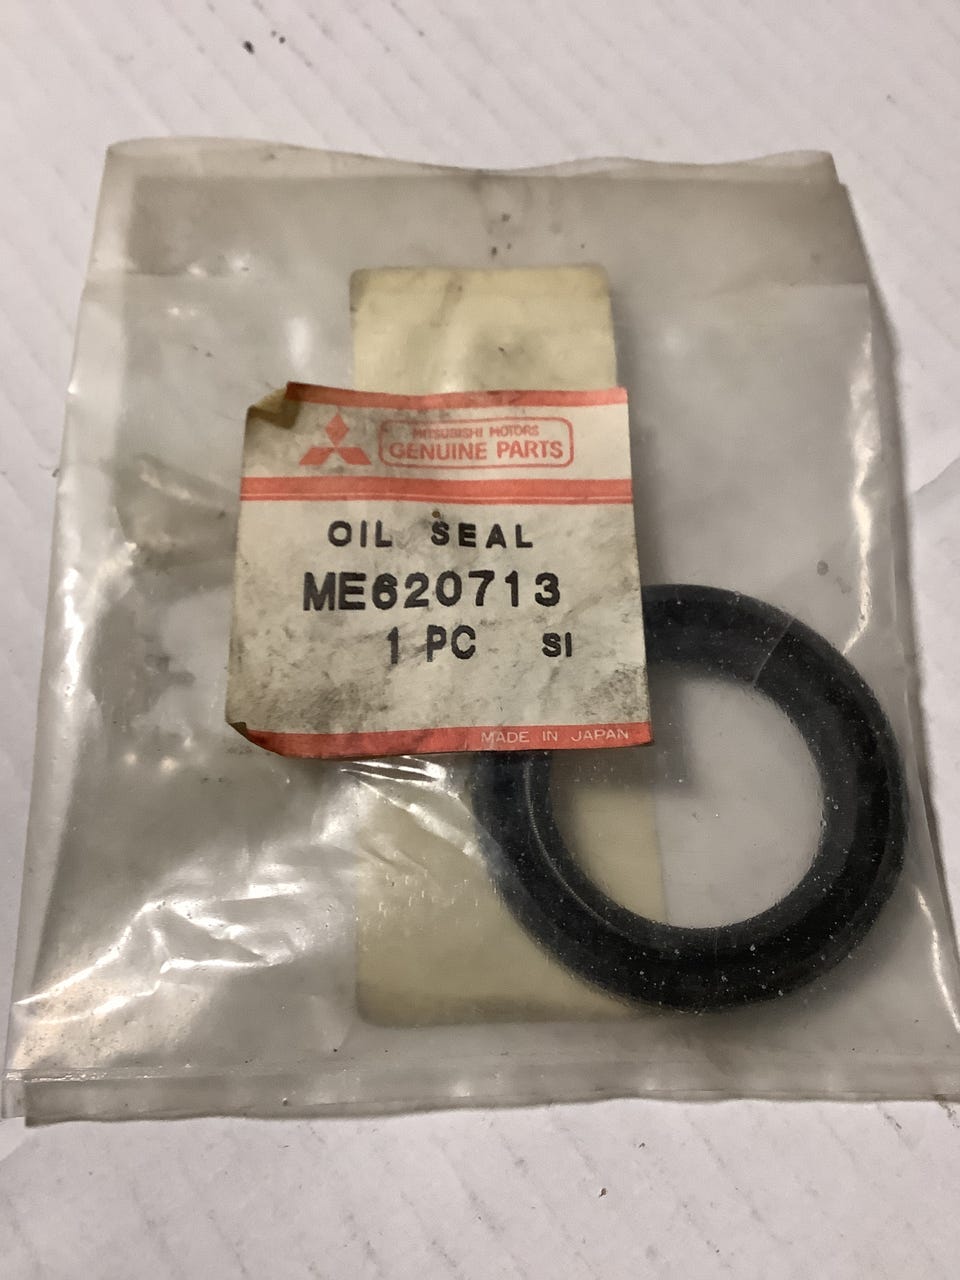 MITSUBISHI MOTORS
GENUINE PARTS
OIL SEAL
ME620713
1 PC SI
MADE IN JAPAN